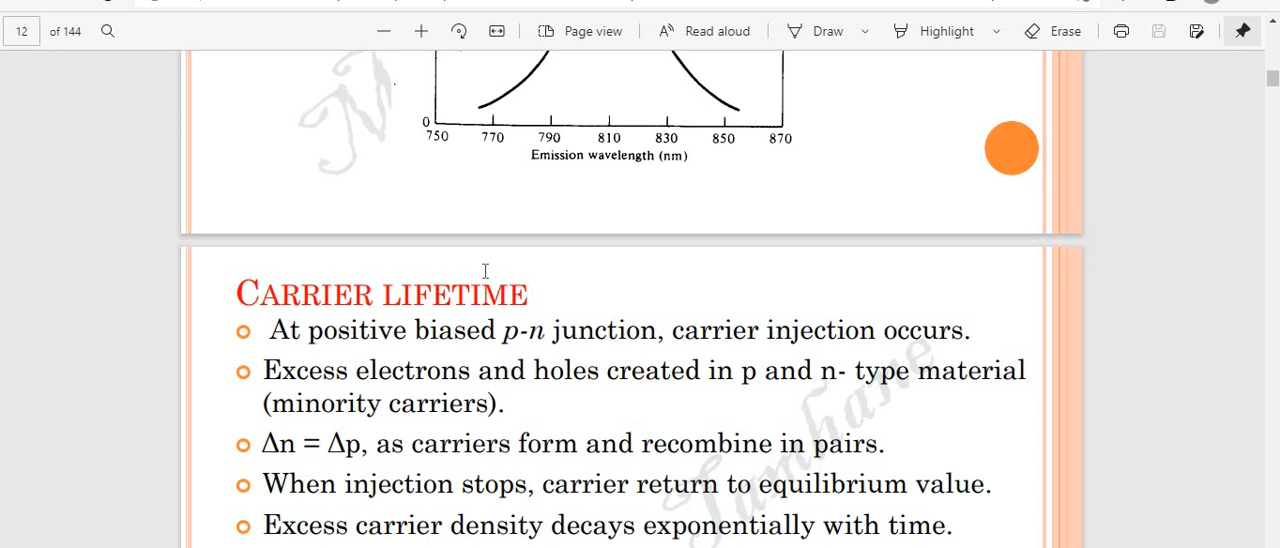 12 of 144 Page view Read aloud Draw Highlight Erase
0
750 770 790 810 830 850 870
Emission wavelength (nm)
CARRIER LIFETIME
At positive biased p-n junction, carrier injection occurs.
Excess electrons and holes created in p and n- type material
(minority carriers).
Δn = Δp, as carriers form and recombine in pairs.
When injection stops, carrier return to equilibrium value.
Excess carrier density decays exponentially with time.